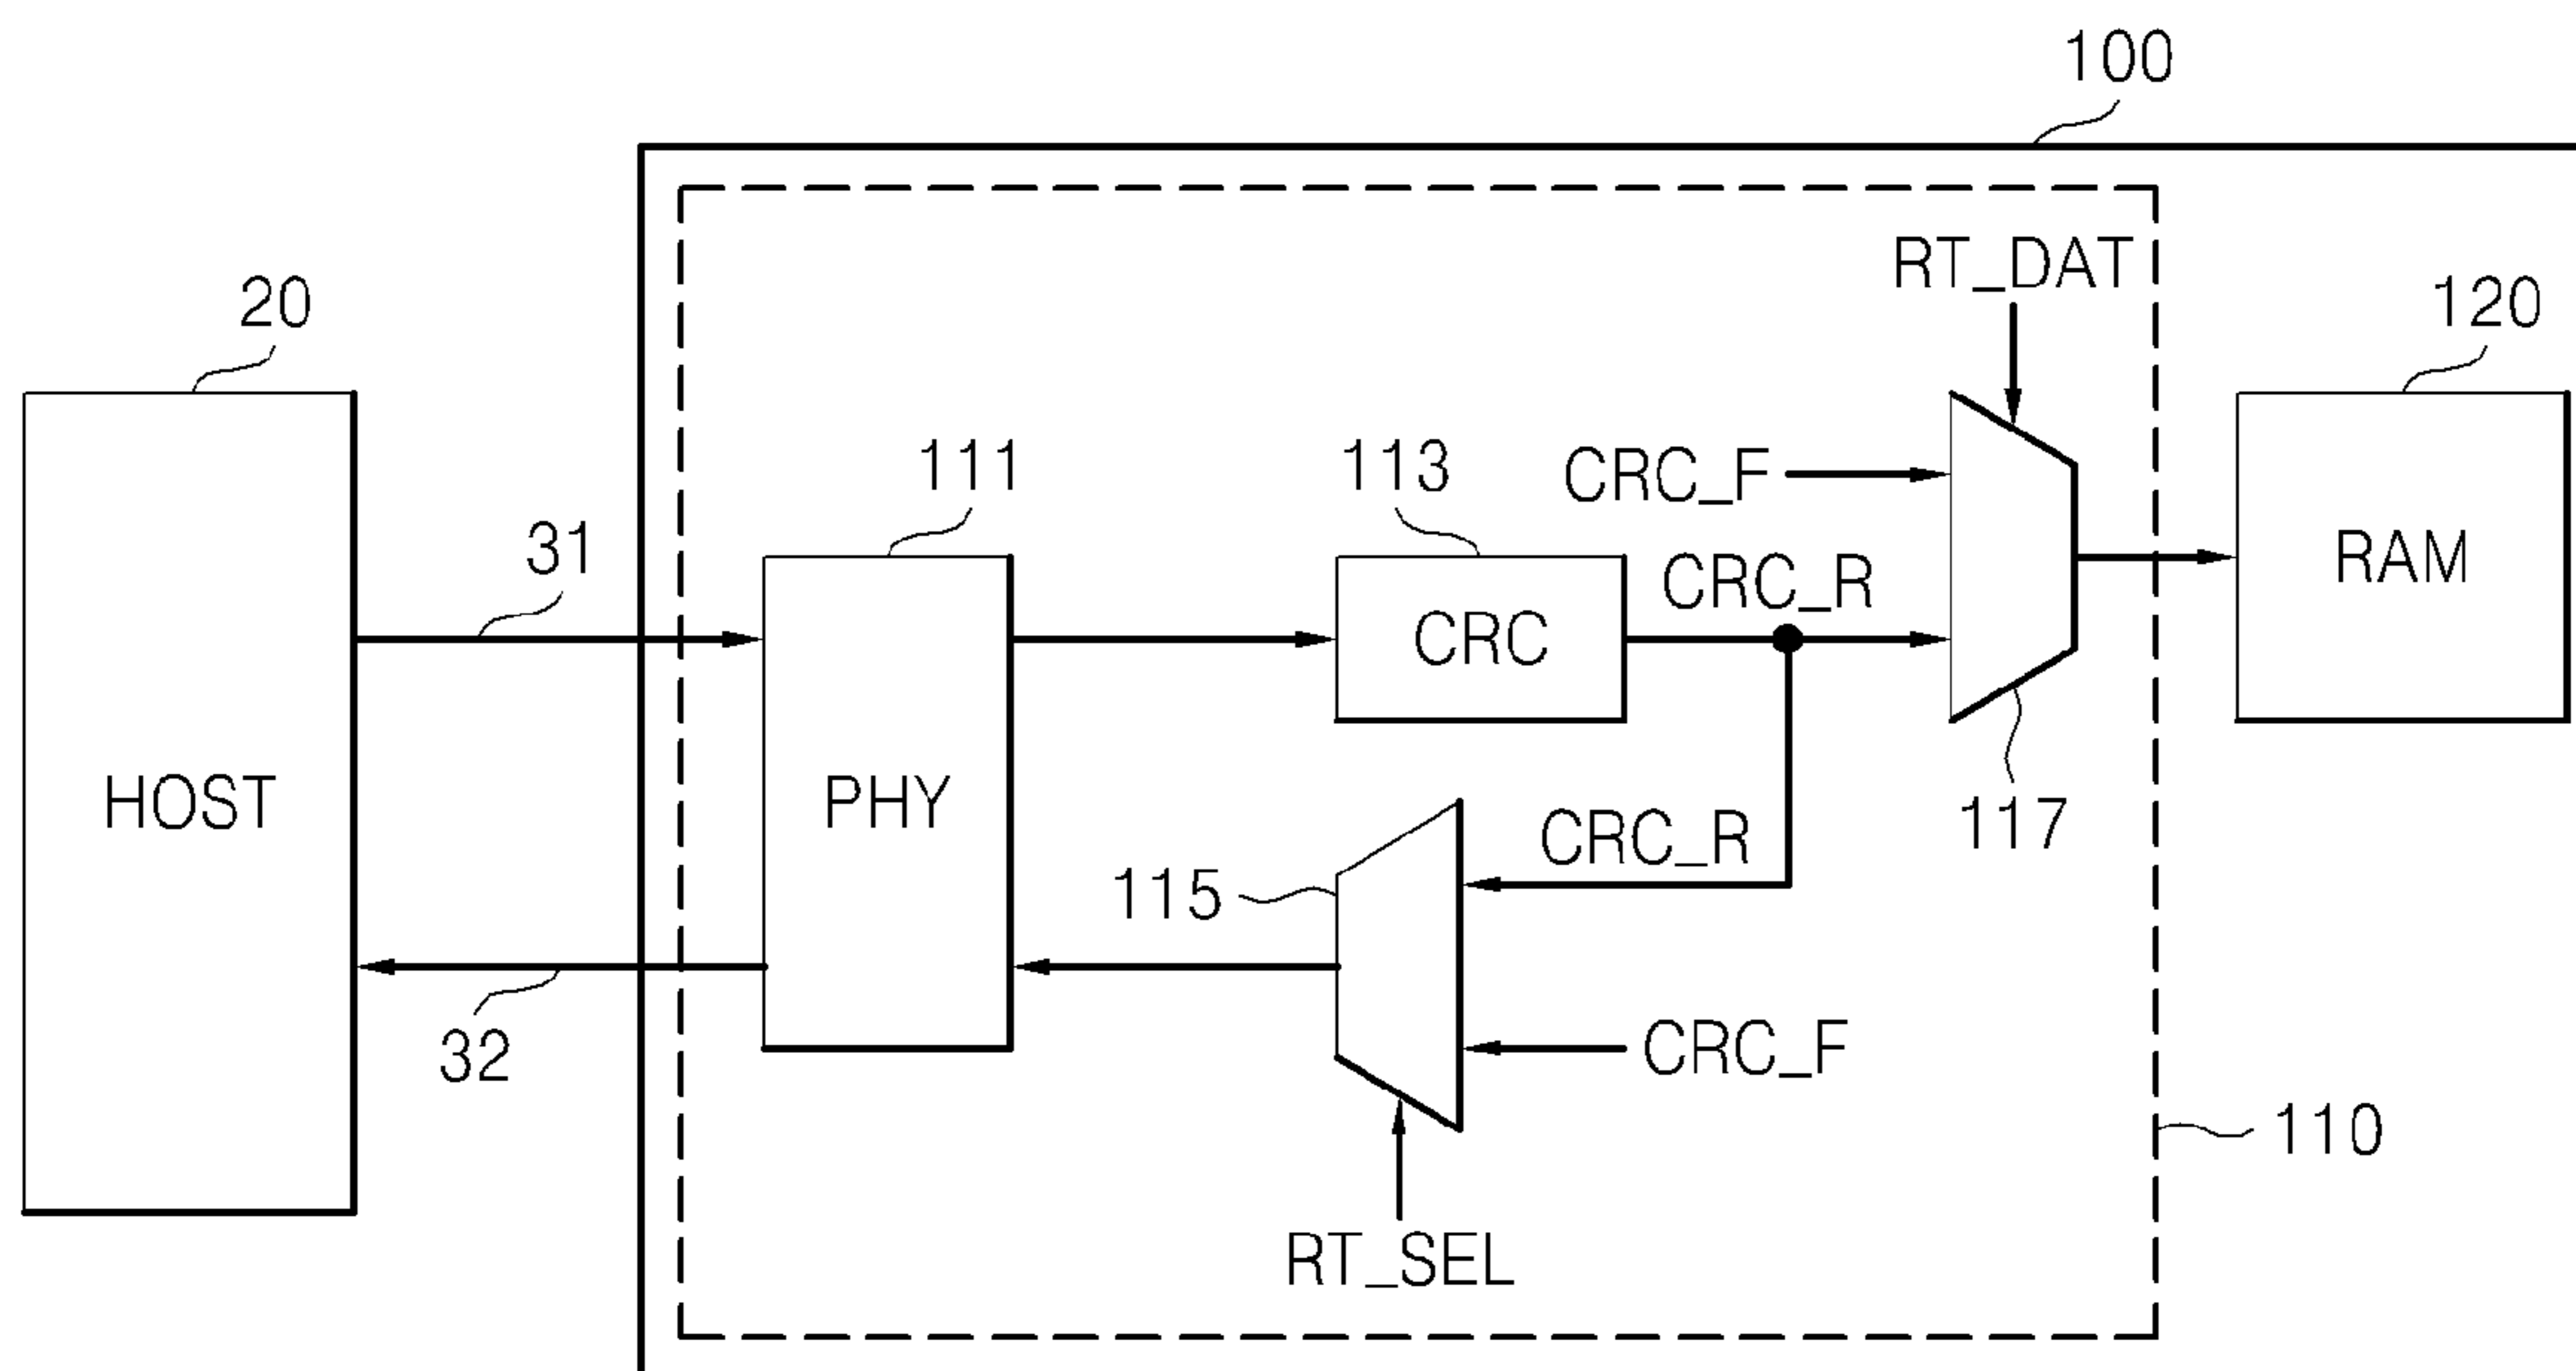 100
RT_DAT
20
120
111
113
CRC_F
31
CRC_R
RAM
CRC
HOST
PHY
117
CRC_R
115
32
CRC_F
110
RT_SEL